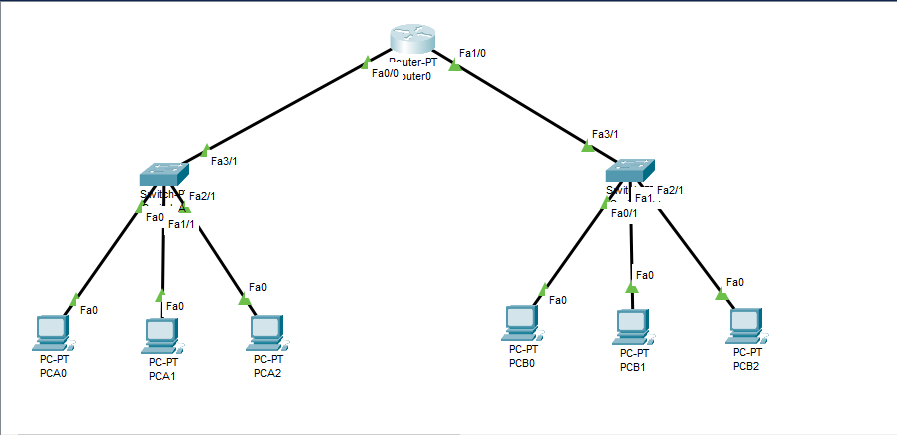 Fa1/0
Router-PT
Fa0/0
outer0
Fa3/1
Fa3/1
Fa2/1
Fa0
Fa1/1
Fa2/1
Fa1
Fa0/1
Fa0
Fa0
Fa0
Fa0
Fa0
Fa0
PC-PT
PCA0
PC-PT
PCA1
PC-PT
PCA2
PC-PT
PCB0
PC-PT
PCB1
PC-PT
PCB2